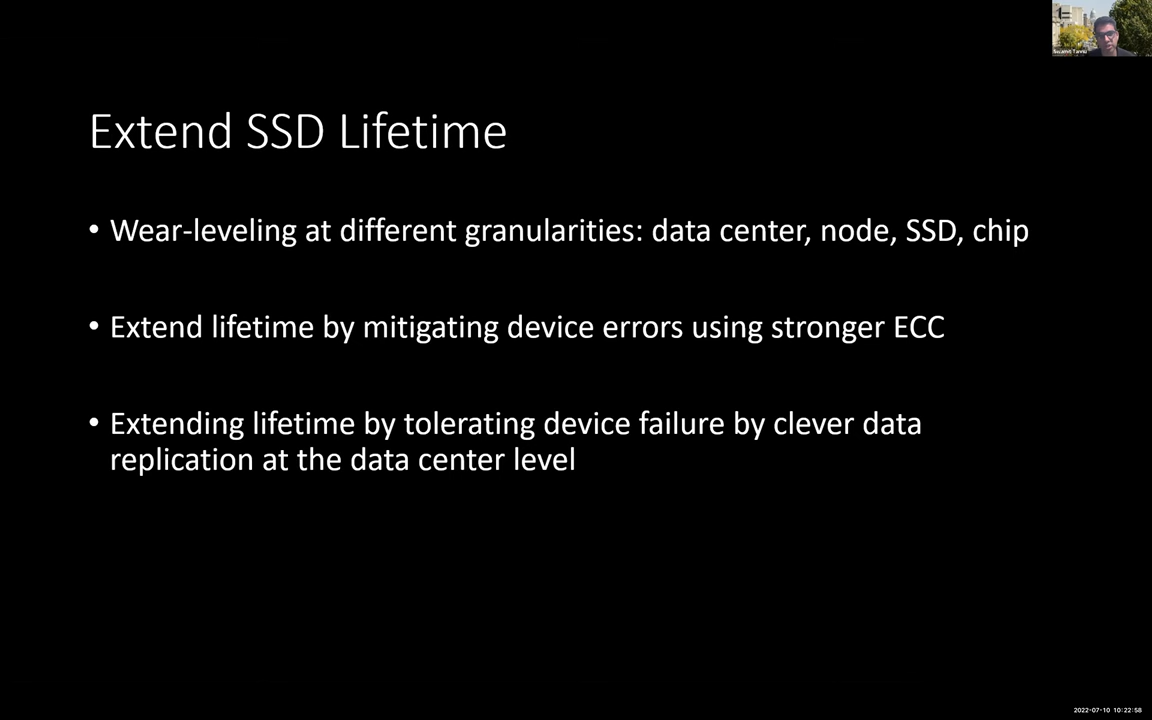 Extend SSD Lifetime
• Wear-leveling at different granularities: data center, node, SSD, chip
• Extend lifetime by mitigating device errors using stronger ECC
• Extending lifetime by tolerating device failure by clever data
replication at the data center level
2022-07-10 10:22:58